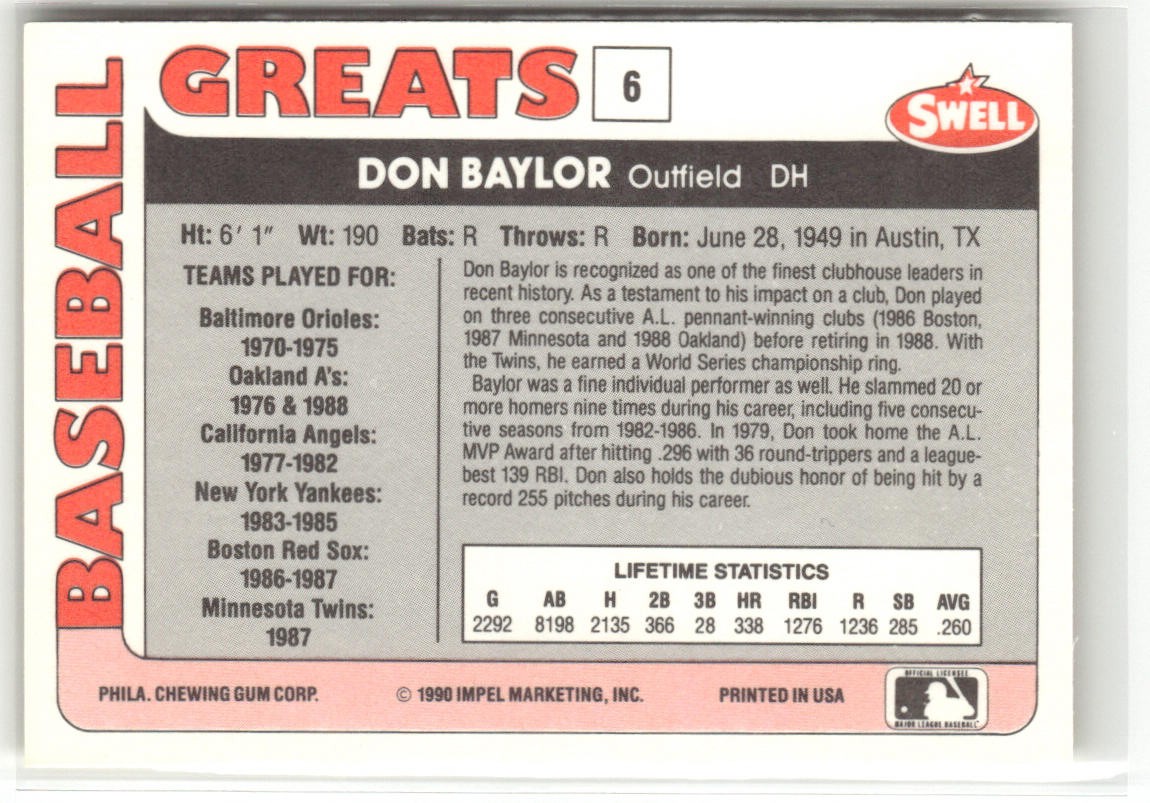 BASEBALL
GREATS
6
SWELL
DON BAYLOR Outfield DH
Ht: 6' 1" Wt: 190 Bats: R Throws: R Born: June 28, 1949 in Austin, TX
TEAMS PLAYED FOR:
Baltimore Orioles:
1970-1975
Oakland A's:
1976 & 1988
California Angels:
1977-1982
New York Yankees:
1983-1985
Boston Red Sox:
1986-1987
Minnesota Twins:
1987
Don Baylor is recognized as one of the finest clubhouse leaders in
recent history. As a testament to his impact on a club, Don played
on three consecutive A.L. pennant-winning clubs (1986 Boston,
1987 Minnesota and 1988 Oakland) before retiring in 1988. With
the Twins, he earned a World Series championship ring.
Baylor was a fine individual performer as well. He slammed 20 or
more homers nine times during his career, including five consecu-
tive seasons from 1982-1986. In 1979, Don took home the A.L.
MVP Award after hitting .296 with 36 round-trippers and a league-
best 139 RBI. Don also holds the dubious honor of being hit by a
record 255 pitches during his career.
LIFETIME STATISTICS
G AB H 2B 3B HR RBI R SB AVG
2292 8198 2135 366 28 338 1276 1236 285 .260
PHILA. CHEWING GUM CORP. © 1990 IMPEL MARKETING, INC. PRINTED IN USA
OFFICIAL LICENSEE
MAJOR LEAGUE BASEBALL